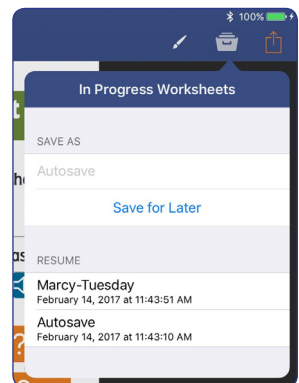 100%
In Progress Worksheets
SAVE AS
Autosave
Save for Later
RESUME
Marcy-Tuesday
February 14, 2017 at 11:43:51 AM
Autosave
February 14, 2017 at 11:43:10 AM